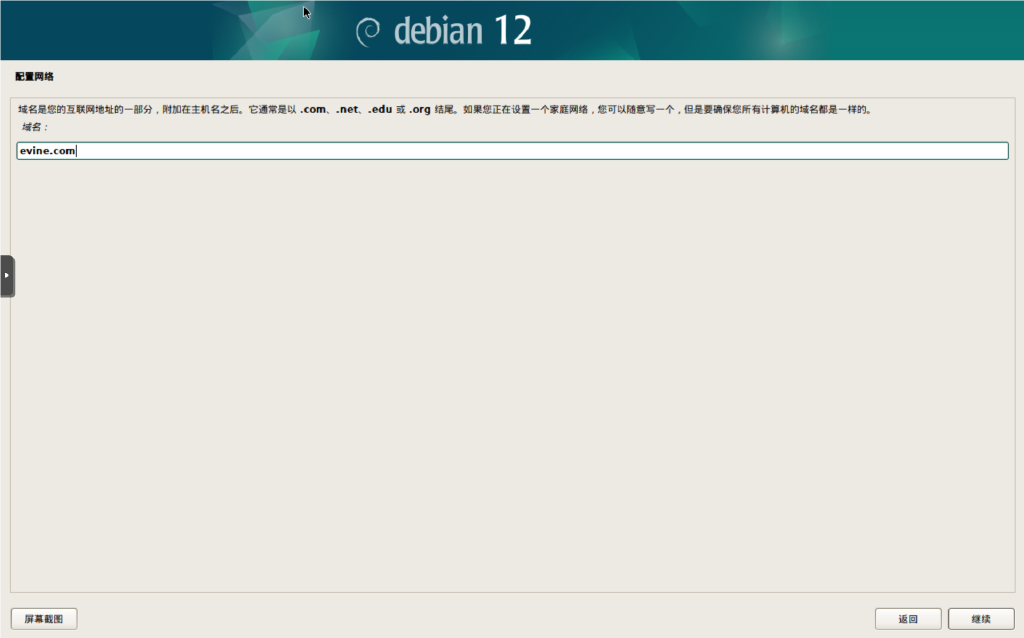 debian 12
配置网络
域名是您的互联网地址的一部分，附加在主机名之后。它通常是以 .com、.net、.edu 或 .org 结尾。如果您正在设置一个家庭网络，您可以随意写一个，但是要确保您所有计算机的域名都是一样的。
域名：
evine.com
屏幕截图
返回
继续